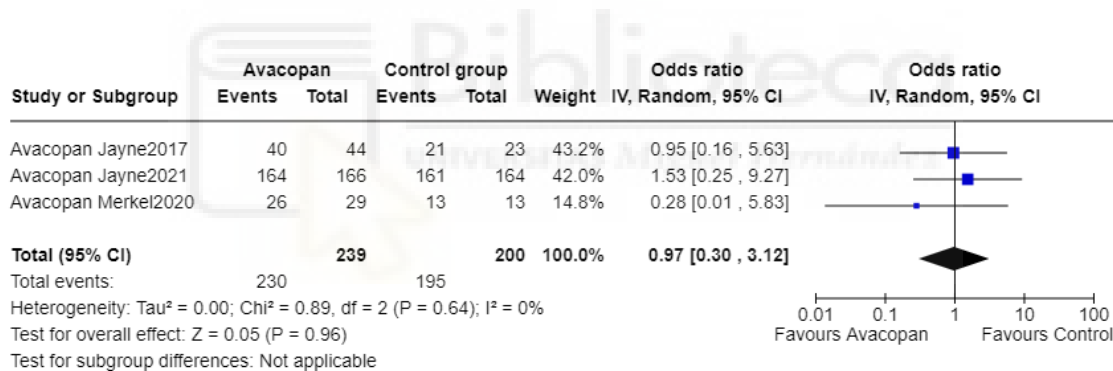 Biblioteca
UNIVERSITAS Miguel Hernández
Avacopan Control group Odds ratio Odds ratio
Study or Subgroup Events Total Events Total Weight IV, Random, 95% CI IV, Random, 95% CI
Avacopan Jayne2017 40 44 21 23 43.2% 0.95 [0.16 , 5.63]
Avacopan Jayne2021 164 166 161 164 42.0% 1.53 [0.25 , 9.27]
Avacopan Merkel2020 26 29 13 13 14.8% 0.28 [0.01 , 5.83]
Total (95% CI) 239 200 100.0% 0.97 [0.30 , 3.12]
Total events: 230 195
Heterogeneity: Tau² = 0.00; Chi² = 0.89, df = 2 (P = 0.64); I² = 0%
Test for overall effect: Z = 0.05 (P = 0.96)
Test for subgroup differences: Not applicable
0.01 0.1 1 10 100
Favours Avacopan Favours Control